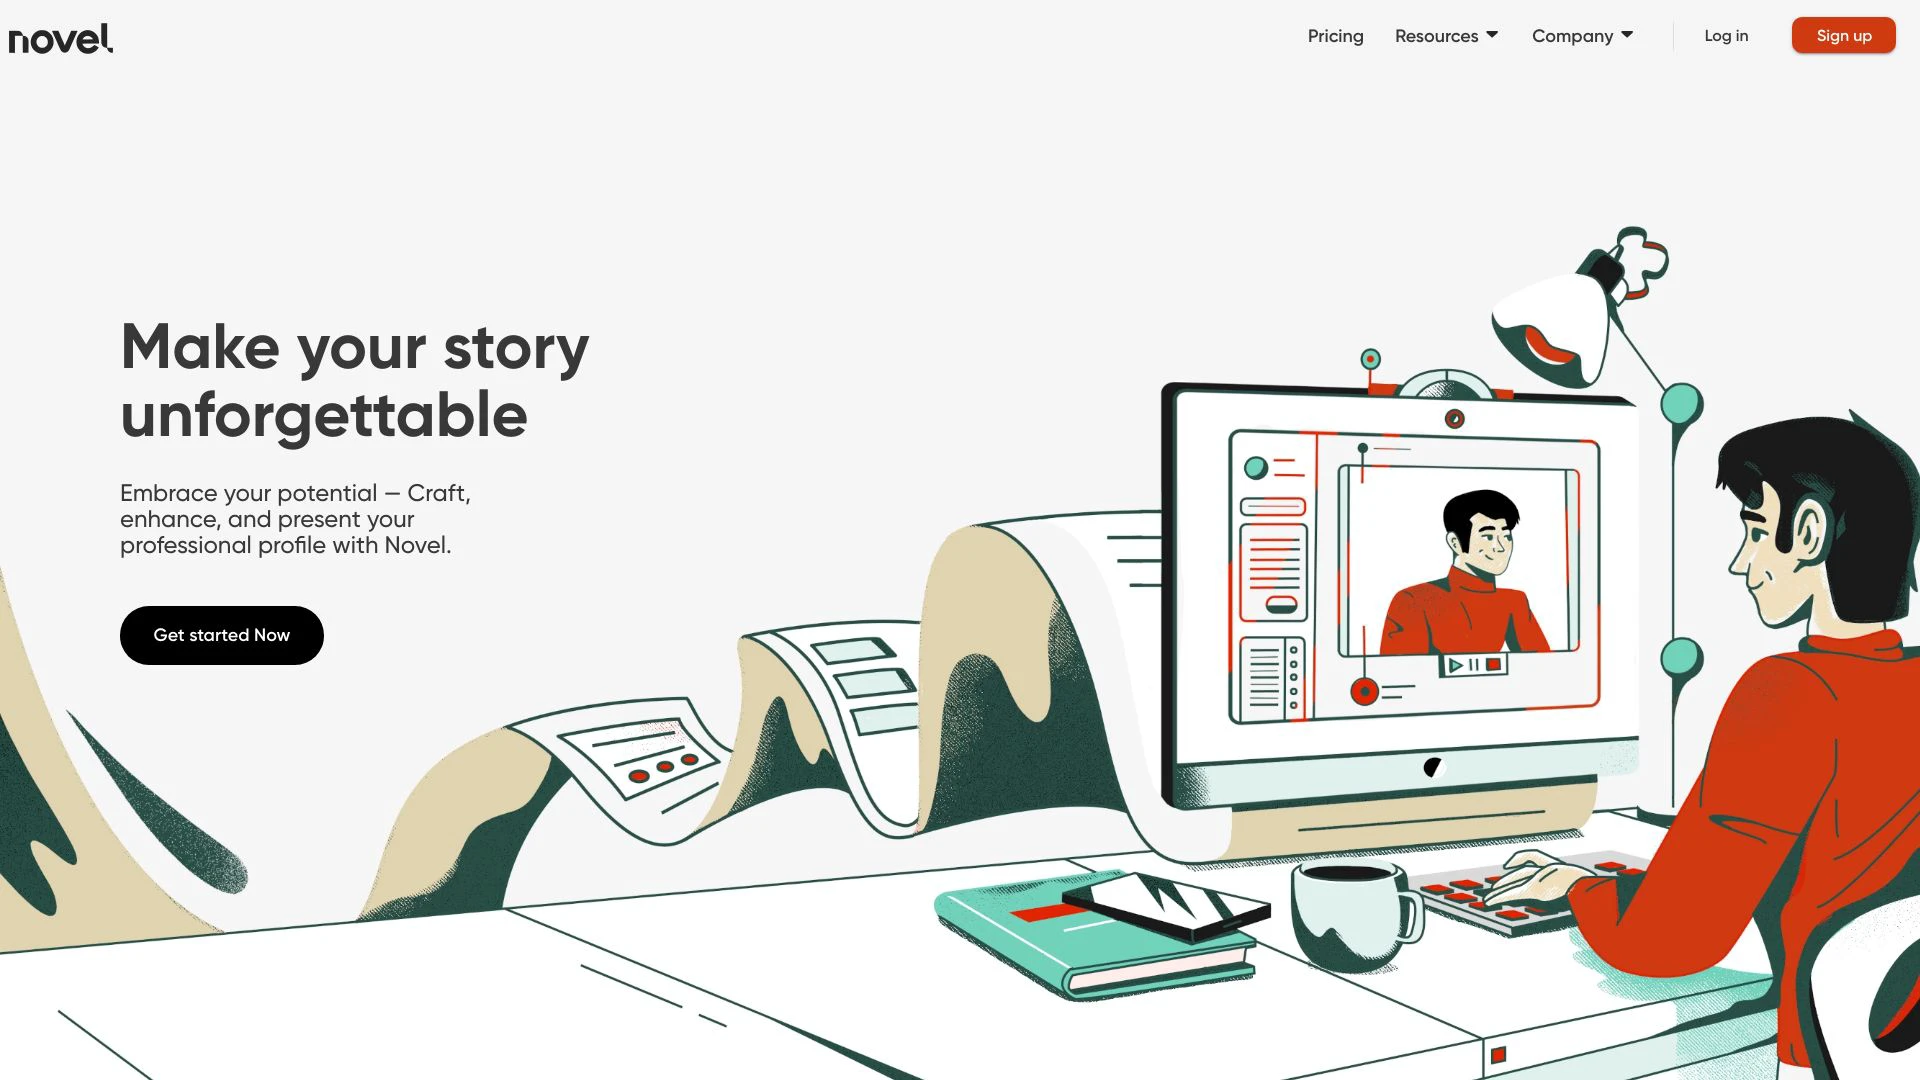 novel
Pricing
Resources
Company
Log in
Sign up
Make your story
unforgettable
Embrace your potential — Craft,
enhance, and present your
professional profile with Novel.
Get started Now